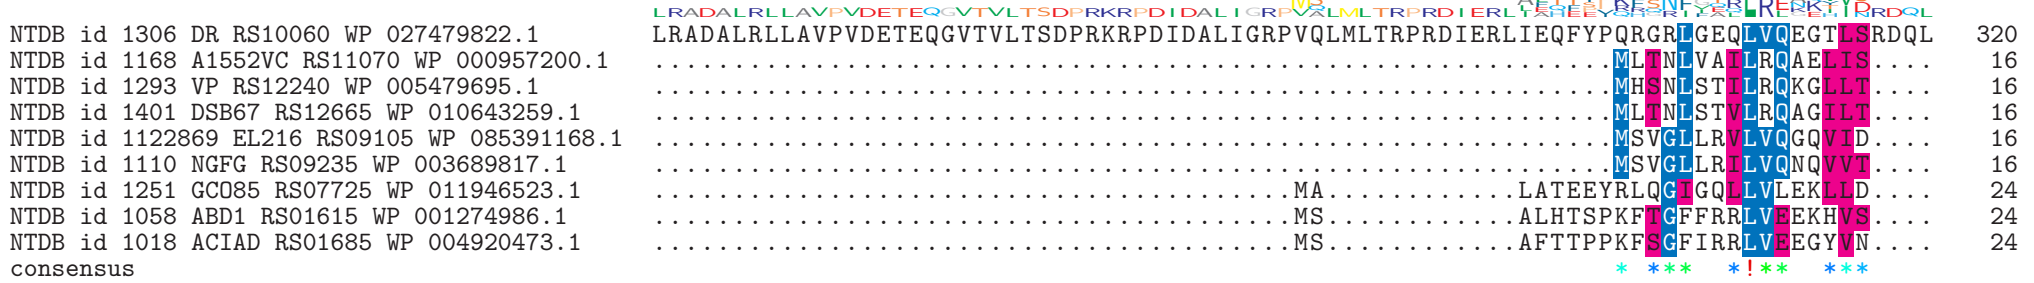 LRADALRLLAVPVDETEQGVTVLTSDPRKRPDIDALIGRP LMLTRPRDIERL RDQL
NTDB id 1306 DR RS10060 WP 027479822.1 LRADALRLLAVPVDETEQGVTVLTSDPRKRPDIDALIGRPVQLMLTRPRDIERLIEQFYPQRGRLGEQLVQEGTLSRDQL 320
NTDB id 1168 A1552VC RS11070 WP 000957200.1 ............................................................MLTNLVAILRQAELIS.... 16
NTDB id 1293 VP RS12240 WP 005479695.1 ............................................................MHSNLSTILRQKGLLT.... 16
NTDB id 1401 DSB67 RS12665 WP 010643259.1 ............................................................MLTNLSTVLRQAGILT.... 16
NTDB id 1122869 EL216 RS09105 WP 085391168.1 ............................................................MSVGLLRVLVQGQVID.... 16
NTDB id 1110 NGFG RS09235 WP 003689817.1 ............................................................MSVGLLRILVQNQVVT.... 16
NTDB id 1251 GCO85 RS07725 WP 011946523.1 ........................................MA............LATEEYRLQGIGQLLVLEKLLD.... 24
NTDB id 1058 ABD1 RS01615 WP 001274986.1 ........................................MS............ALHTSPKFTGFFRRLVEEKHVS.... 24
NTDB id 1018 ACIAD RS01685 WP 004920473.1 ........................................MS............AFTTPPKFSGFIRRLVEEGYVN.... 24
consensus * *** *!** ***